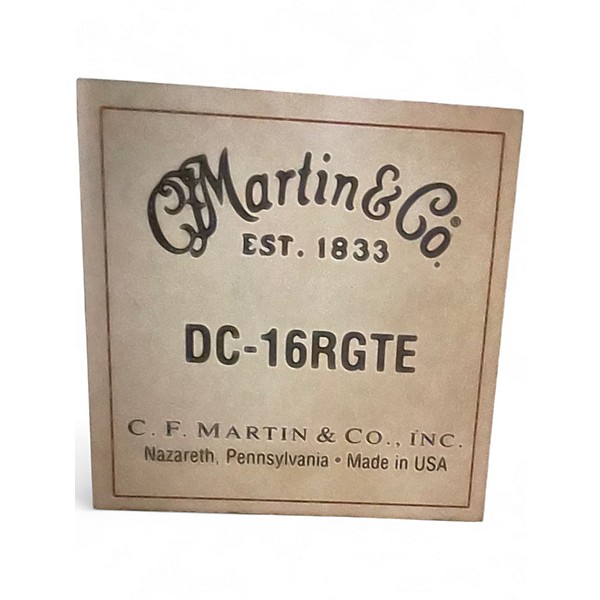 CFMartin & Co.®
EST. 1833
DC-16RGTE
C. F. MARTIN & CO., INC.
Nazareth, Pennsylvania • Made in USA